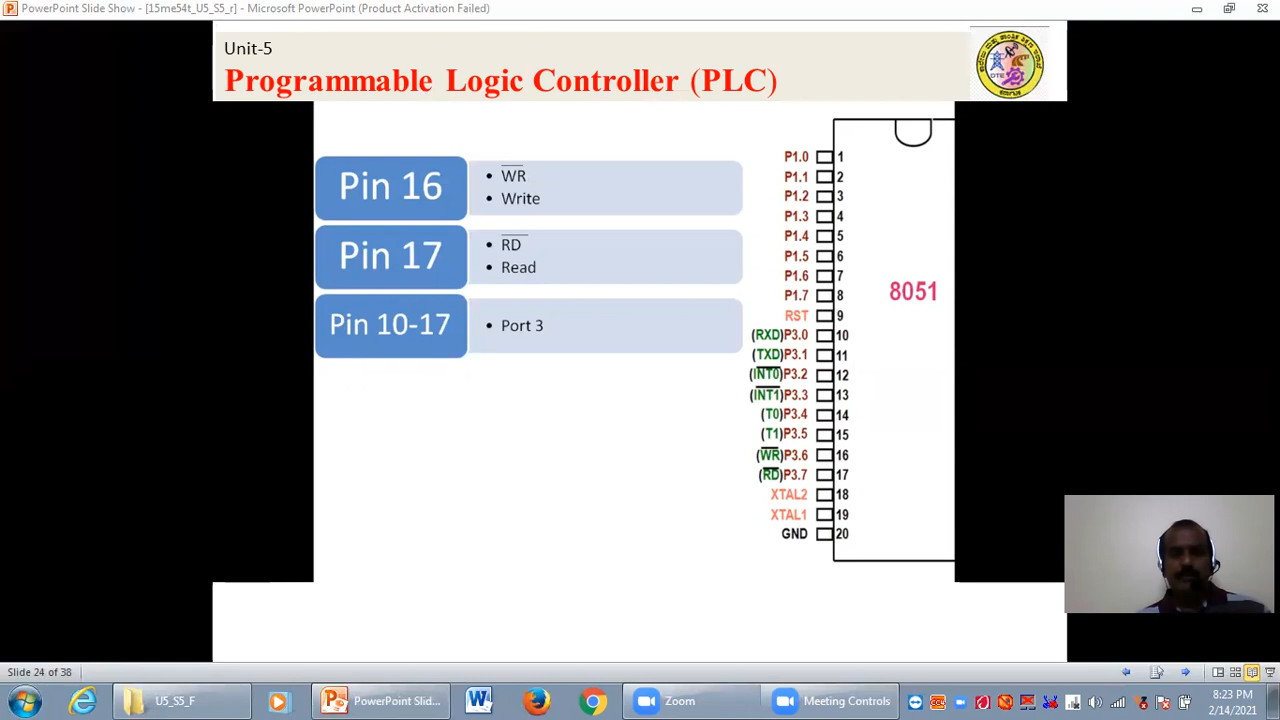 PowerPoint Slide Show - [15me54t_U5_S5_r] - Microsoft PowerPoint (Product Activation Failed)
Unit-5
Programmable Logic Controller (PLC)
DTE
Pin 16
• WR
• Write
Pin 17
• RD
• Read
Pin 10-17
• Port 3
8051
P1.0 1
P1.1 2
P1.2 3
P1.3 4
P1.4 5
P1.5 6
P1.6 7
P1.7 8
RST 9
(RXD)P3.0 10
(TXD)P3.1 11
(INT0)P3.2 12
(INT1)P3.3 13
(T0)P3.4 14
(T1)P3.5 15
(WR)P3.6 16
(RD)P3.7 17
XTAL2 18
XTAL1 19
GND 20
Slide 24 of 38
U5_S5_F
PowerPoint Slid...
Zoom
Meeting Controls
8:23 PM
2/14/2021